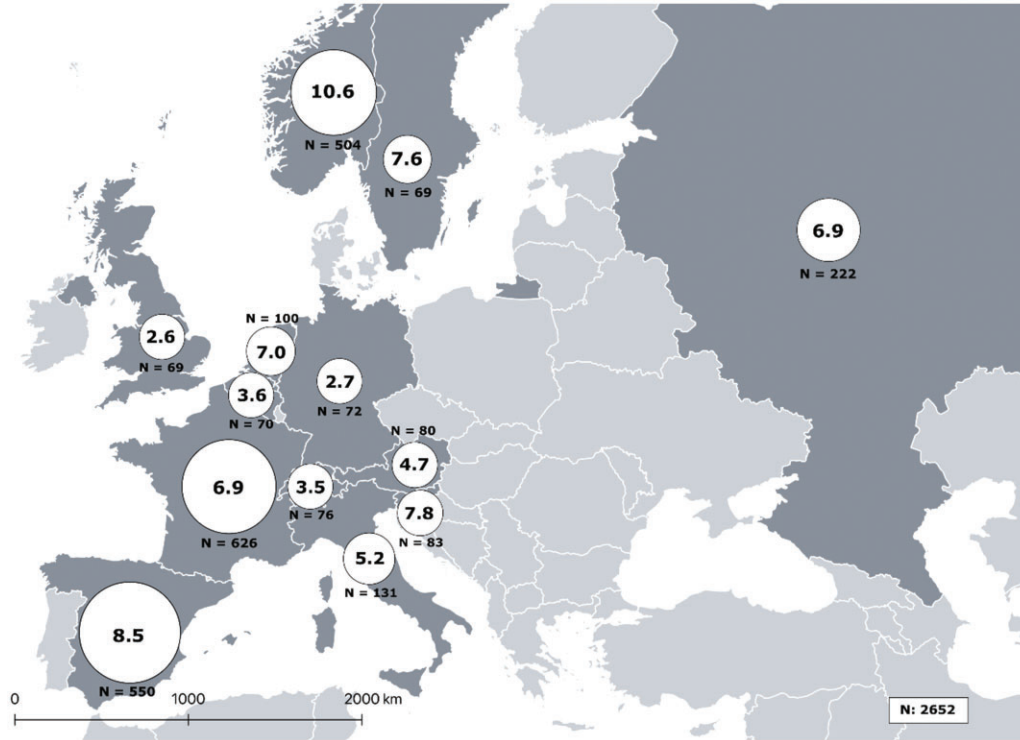 10.6
N = 504
7.6
N = 69
6.9
N = 222
2.6
N = 69
N = 100
7.0
3.6
N = 70
2.7
N = 72
N = 80
4.7
6.9
N = 626
3.5
N = 76
7.8
N = 83
5.2
N = 131
8.5
N = 550
0 1000 2000 km
N: 2652